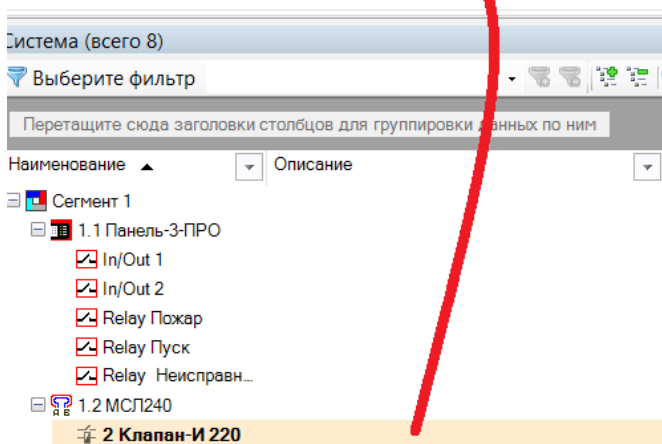 Система (всего 8)
Выберите фильтр
Перетащите сюда заголовки столбцов для группировки данных по ним
Наименование Описание
Сегмент 1
1.1 Панель-3-ПРО
In/Out 1
In/Out 2
Relay Пожар
Relay Пуск
Relay Неисправн...
1.2 МСЛ240
2 Клапан-И 220